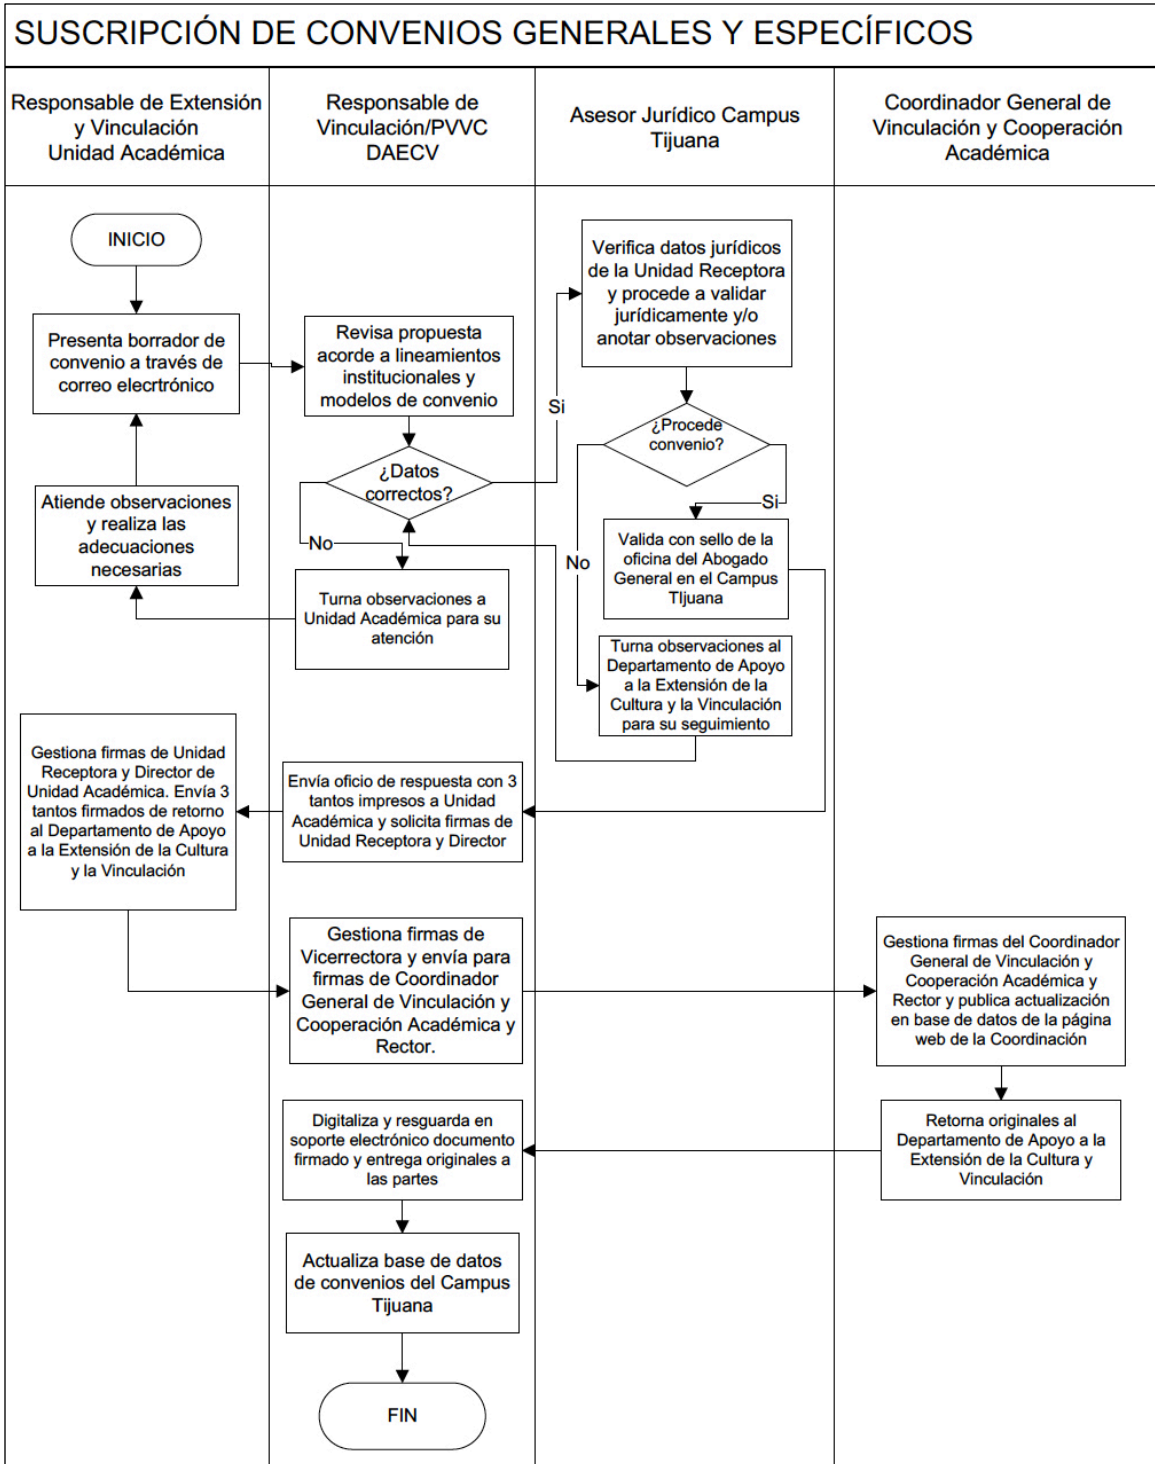 SUSCRIPCIÓN DE CONVENIOS GENERALES Y ESPECÍFICOS
Responsable de Extensión
y Vinculación
Unidad Académica
Responsable de
Vinculación/PVVC
DAECV
Asesor Jurídico Campus
Tijuana
Coordinador General de
Vinculación y Cooperación
Académica
INICIO
Presenta borrador de
convenio a través de
correo elecrtrónico
Revisa propuesta
acorde a lineamientos
institucionales y
modelos de convenio
Verifica datos jurídicos
de la Unidad Receptora
y procede a validar
jurídicamente y/o
anotar observaciones
Si
¿Procede
convenio?
¿Datos
correctos?
Atiende observaciones
y realiza las
adecuaciones
necesarias
No
Si
No
Valida con sello de la
oficina del Abogado
General en el Campus
TIjuana
Turna observaciones a
Unidad Académica para su
atención
Turna observaciones al
Departamento de Apoyo
a la Extensión de la
Cultura y la Vinculación
para su seguimiento
Gestiona firmas de Unidad
Receptora y Director de
Unidad Académica. Envía 3
tantos firmados de retorno
al Departamento de Apoyo
a la Extensión de la Cultura
y la Vinculación
Envía oficio de respuesta con 3
tantos impresos a Unidad
Académica y solicita firmas de
Unidad Receptora y Director
Gestiona firmas de
Vicerrectora y envía para
firmas de Coordinador
General de Vinculación y
Cooperación Académica y
Rector.
Gestiona firmas del Coordinador
General de Vinculación y
Cooperación Académica y
Rector y publica actualización
en base de datos de la página
web de la Coordinación
Digitaliza y resguarda en
soporte electrónico documento
firmado y entrega originales a
las partes
Retorna originales al
Departamento de Apoyo a la
Extensión de la Cultura y
Vinculación
Actualiza base de datos
de convenios del Campus
Tijuana
FIN